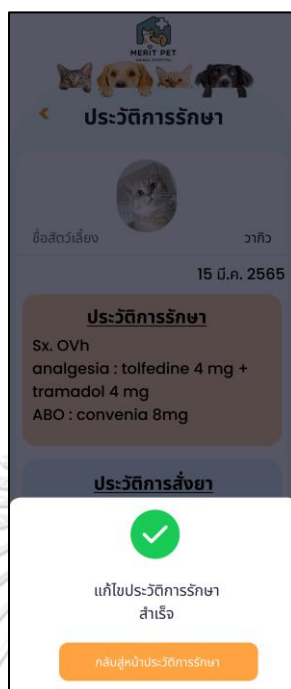 MERIT PET
ANIMAL HOSPITAL
ประวัติการรักษา
ชื่อสัตว์เลี้ยง วากิว
15 มี.ค. 2565
ประวัติการรักษา
Sx. OVh
analgesia : tolfedine 4 mg +
tramadol 4 mg
ABO : convenia 8mg
ประวัติการสั่งยา
แก้ไขประวัติการรักษา
สำเร็จ
กลับสู่หน้าประวัติการรักษา